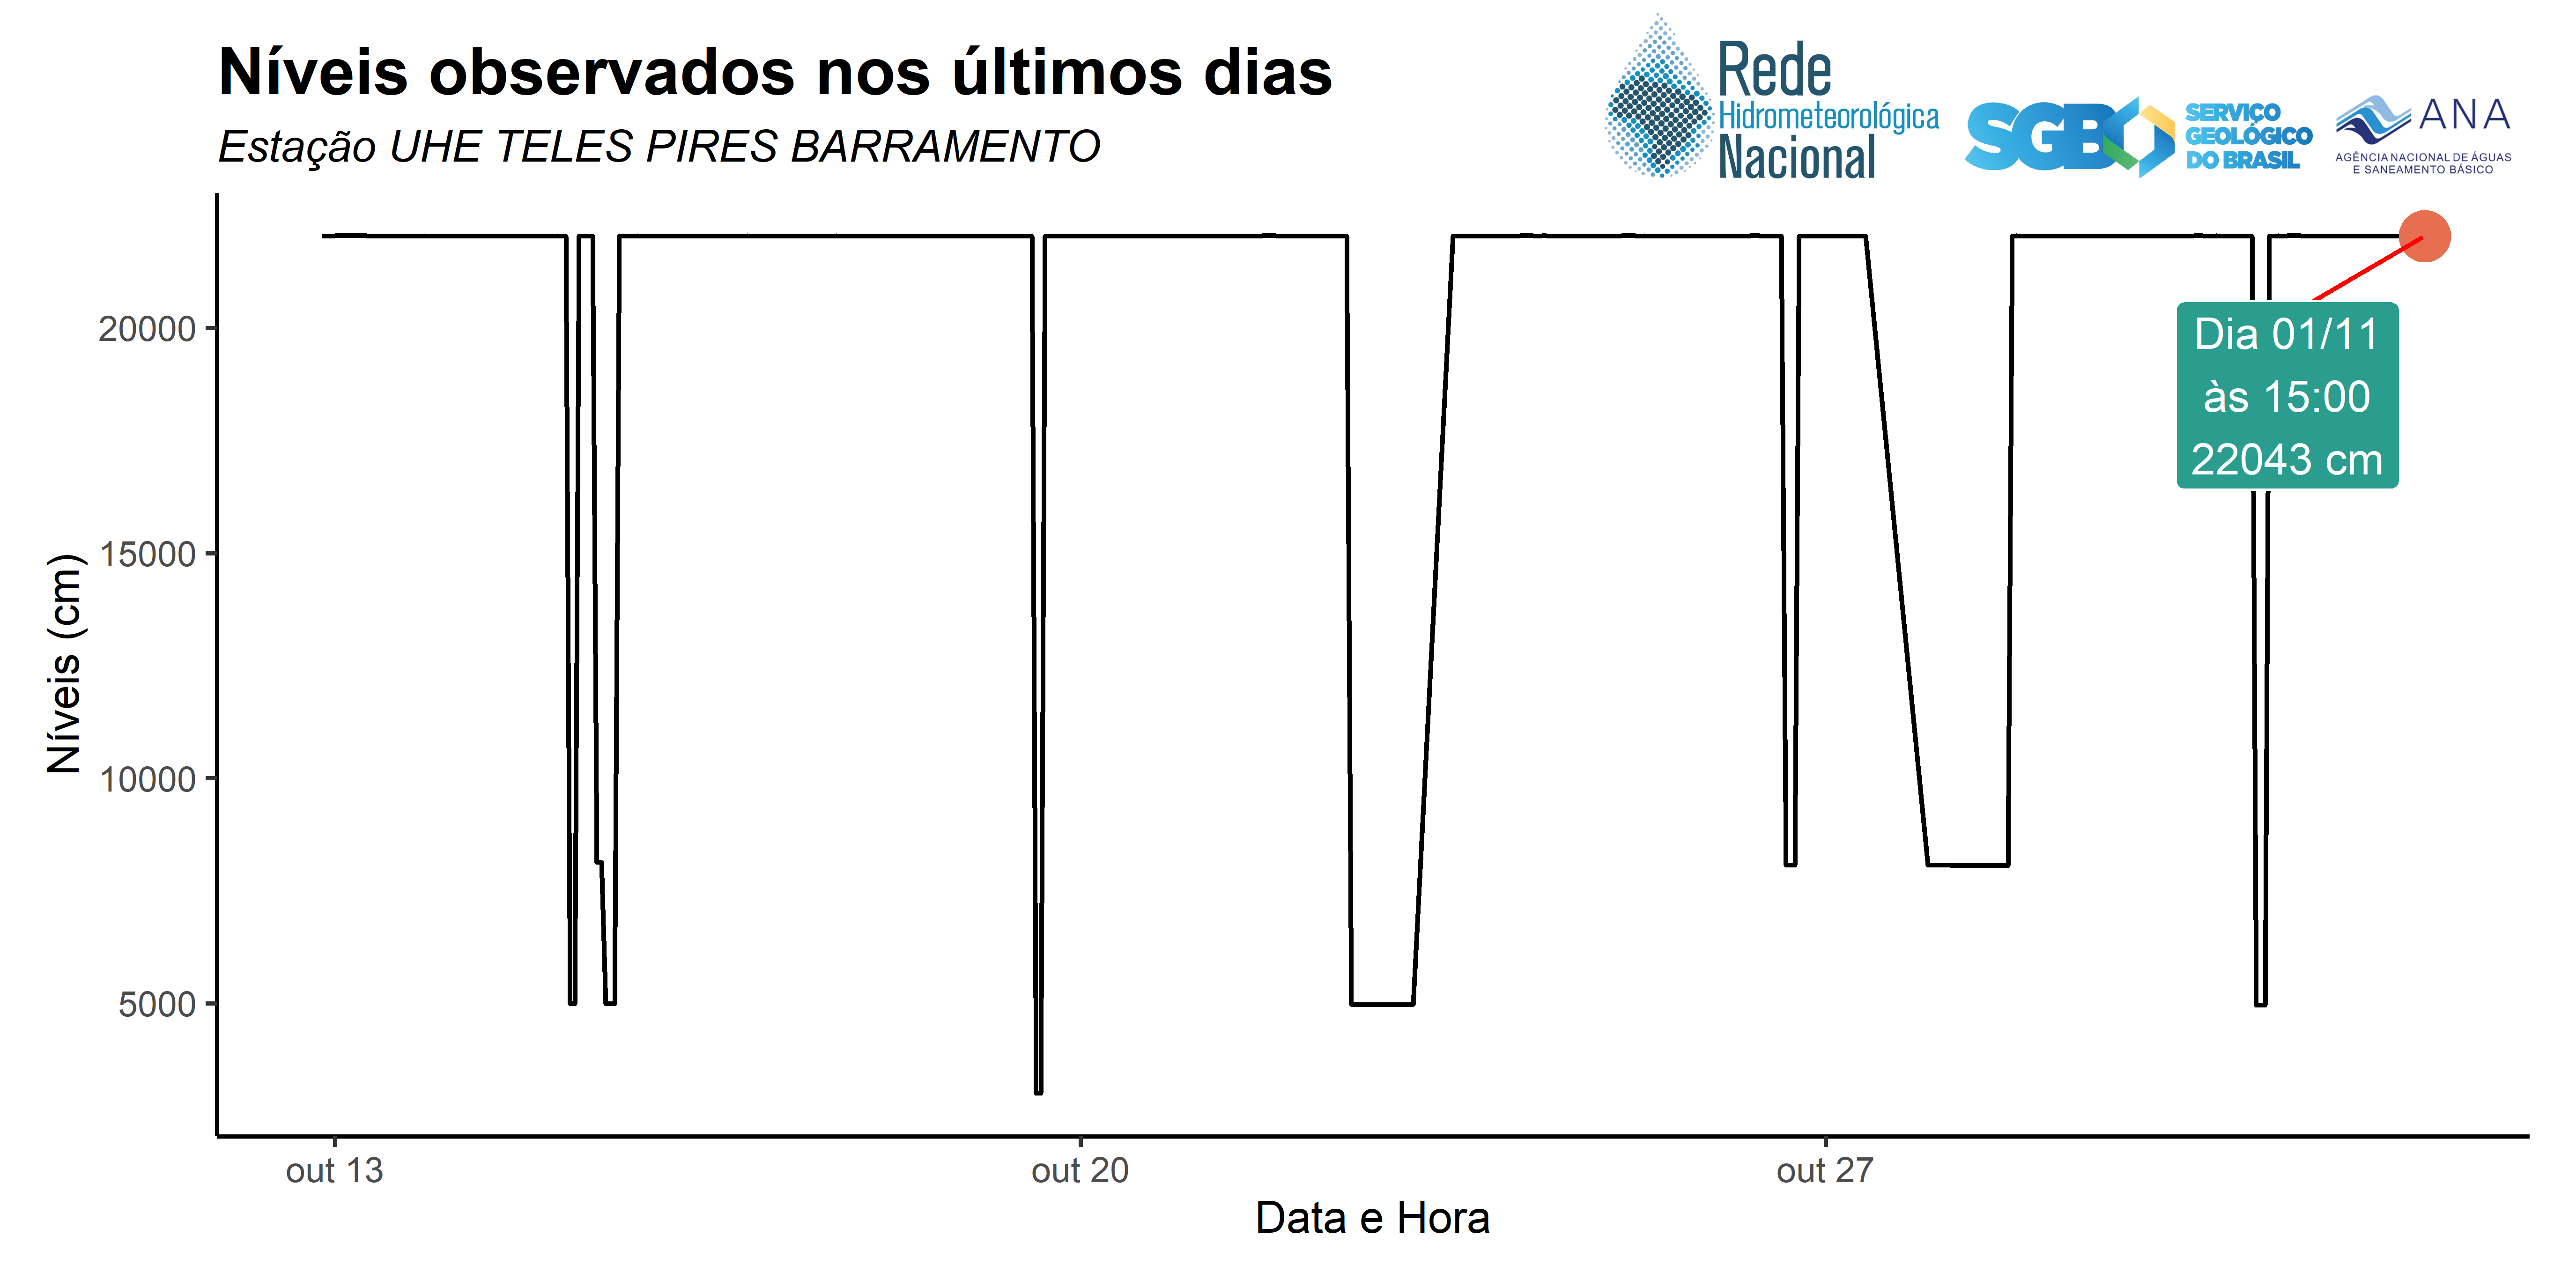 Níveis observados nos últimos dias
Estação UHE TELES PIRES BARRAMENTO
Rede
Hidrometeorológica
Nacional
SGB
SERVIÇO
GEOLÓGICO
DO BRASIL
ANA
AGÊNCIA NACIONAL DE ÁGUAS
E SANEAMENTO BÁSICO
Níveis (cm)
20000
15000
10000
5000
Dia 01/11
às 15:00
22043 cm
out 13
out 20
out 27
Data e Hora